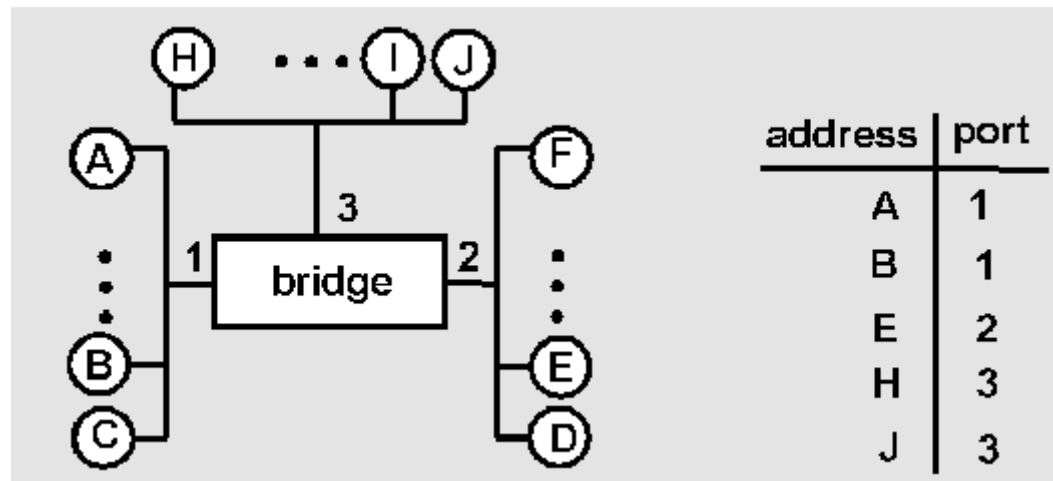 H ... I J
A
F
3
1 bridge 2
B
E
C
D
address port
A 1
B 1
E 2
H 3
J 3